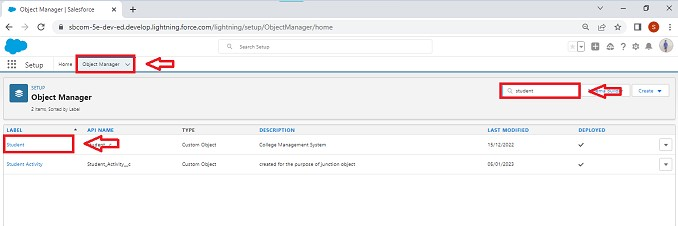 Object Manager | Salesforce
sbcom-5e-dev-ed.develop.lightning.force.com/lightning/setup/ObjectManager/home
Search Setup
Setup Home Object Manager
SETUP
Object Manager
2 Items. Sorted by Label
student
Create
LABEL API NAME TYPE DESCRIPTION LAST MODIFIED DEPLOYED
Student Custom Object College Management System 15/12/2022
Student Activity Student_Activity__c Custom Object created for the purpose of junction object 06/01/2023